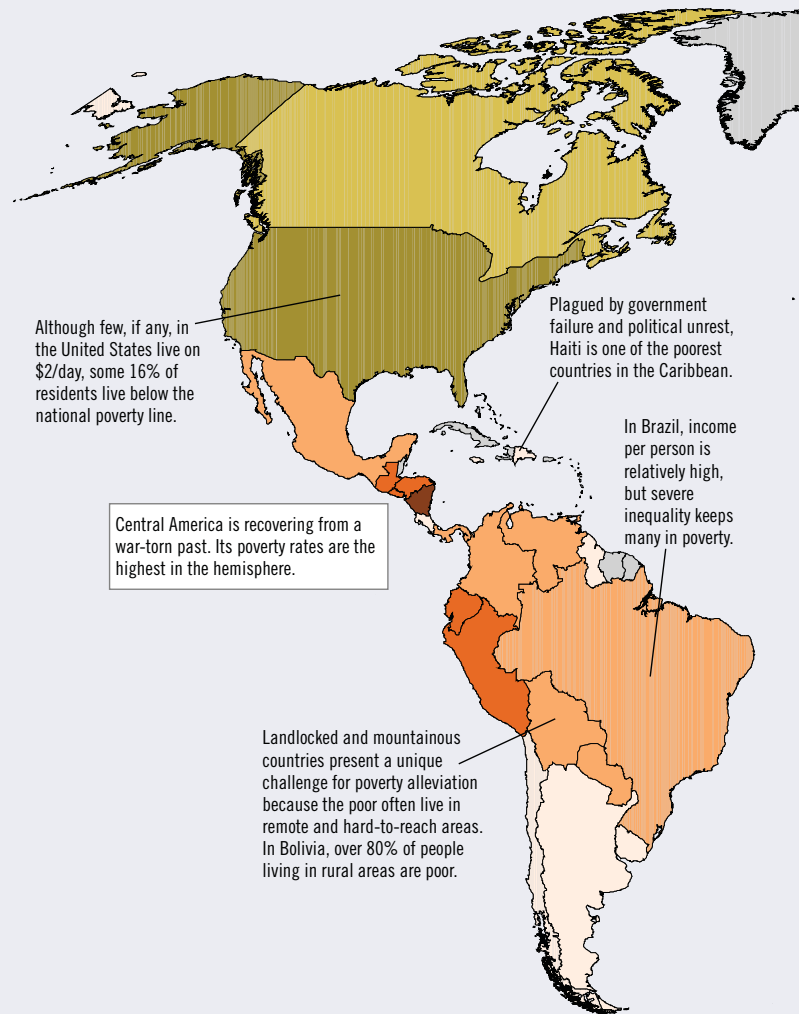 Although few, if any, in
the United States live on
$2/day, some 16% of
residents live below the
national poverty line.
Plagued by government
failure and political unrest,
Haiti is one of the poorest
countries in the Caribbean.
In Brazil, income
per person is
relatively high,
but severe
inequality keeps
many in poverty.
Central America is recovering from a
war-torn past. Its poverty rates are the
highest in the hemisphere.
Landlocked and mountainous
countries present a unique
challenge for poverty alleviation
because the poor often live in
remote and hard-to-reach areas.
In Bolivia, over 80% of people
living in rural areas are poor.